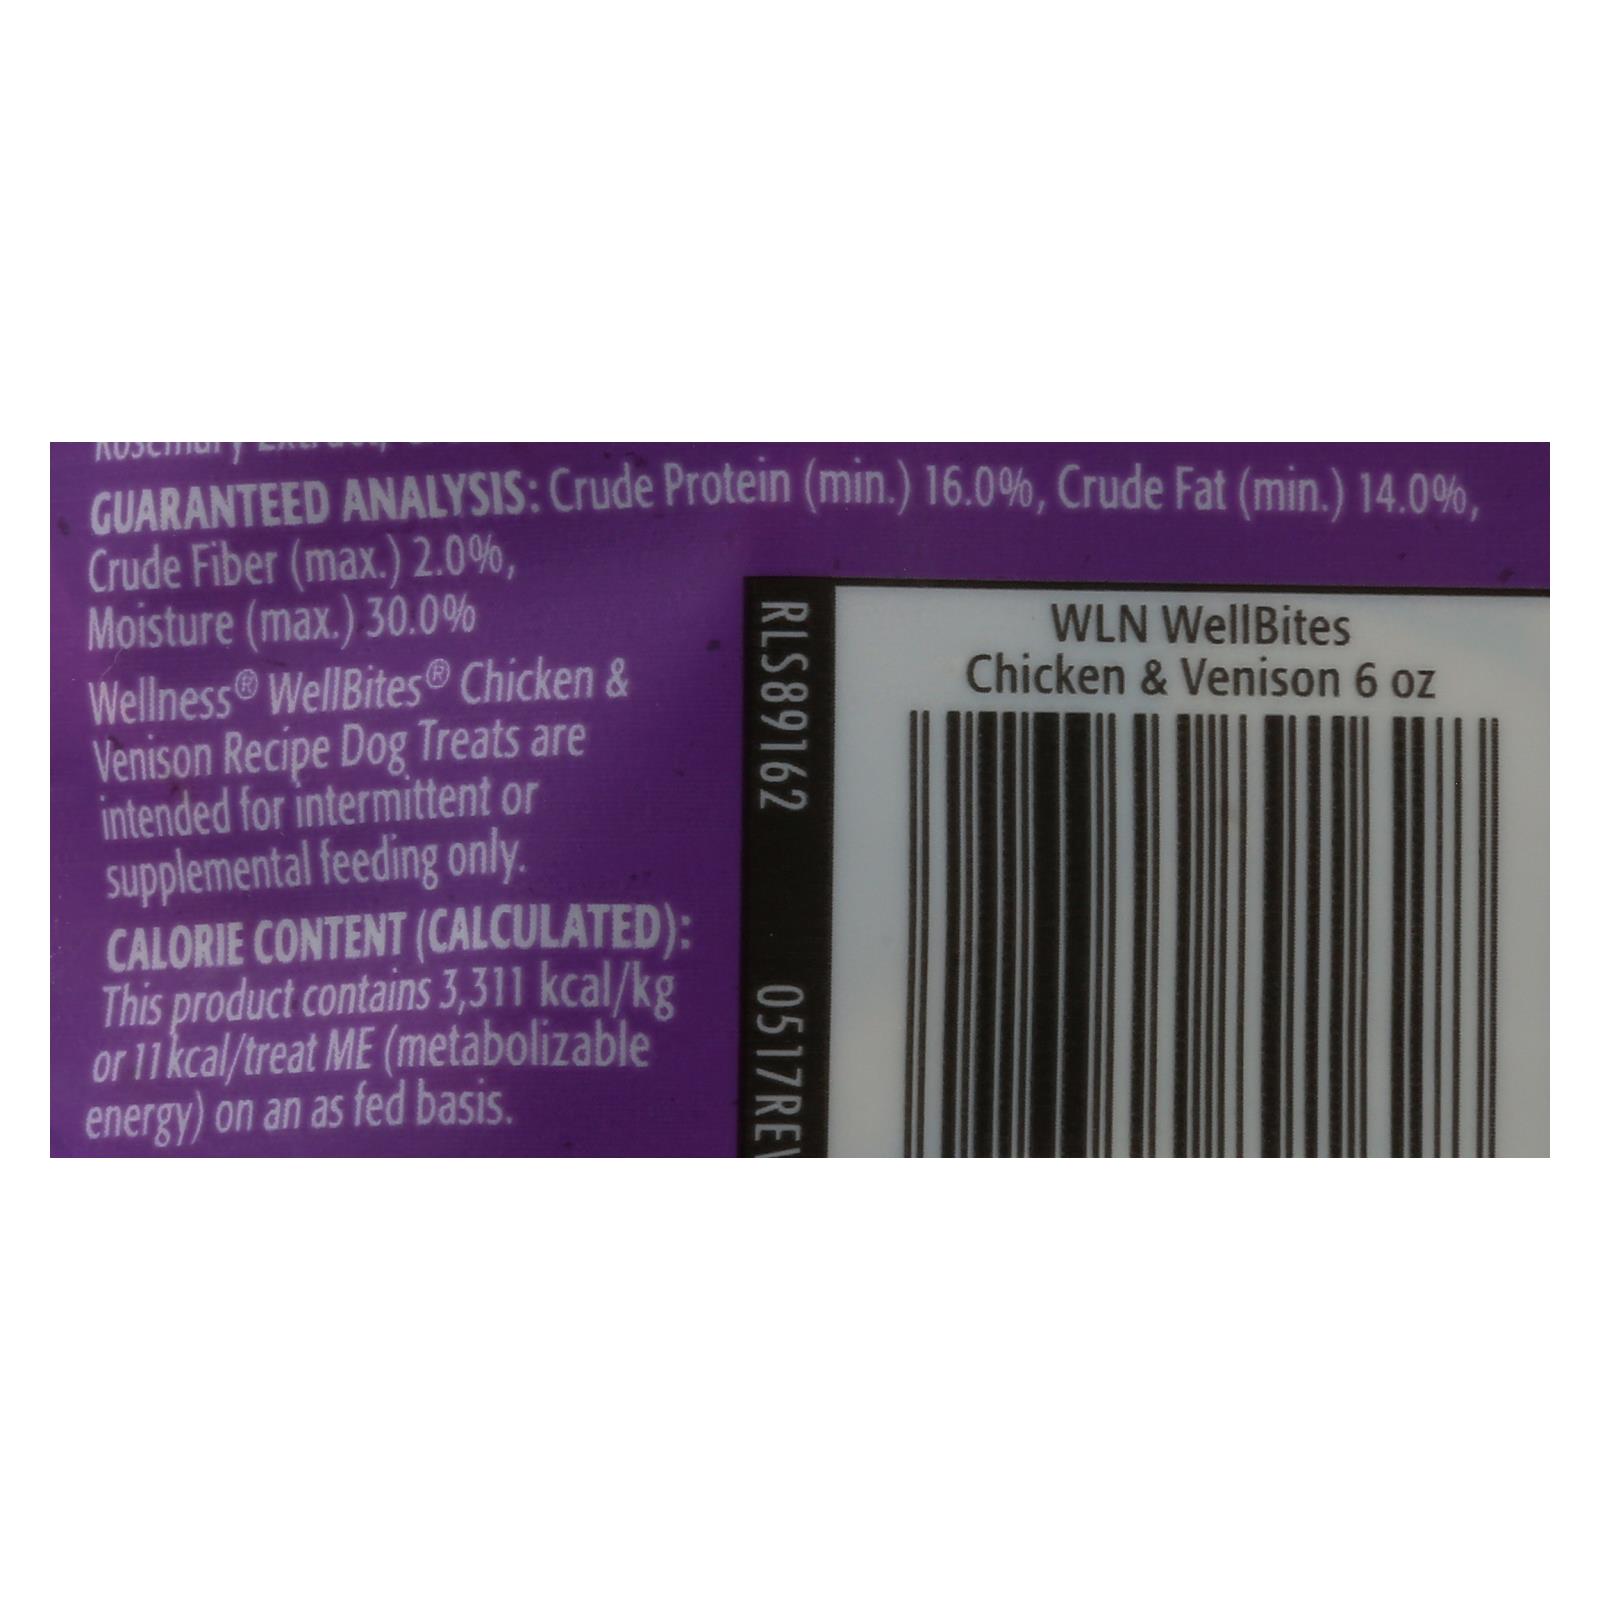 Rosemary Extract,
GUARANTEED ANALYSIS: Crude Protein (min.) 16.0%, Crude Fat (min.) 14.0%,
Crude Fiber (max.) 2.0%,
Moisture (max.) 30.0%
Wellness® WellBites® Chicken &
Venison Recipe Dog Treats are
intended for intermittent or
supplemental feeding only.
CALORIE CONTENT (CALCULATED):
This product contains 3,311 kcal/kg
or 11 kcal/treat ME (metabolizable
energy) on an as fed basis.
RLS89162
0517REV
WLN WellBites
Chicken & Venison 6 oz